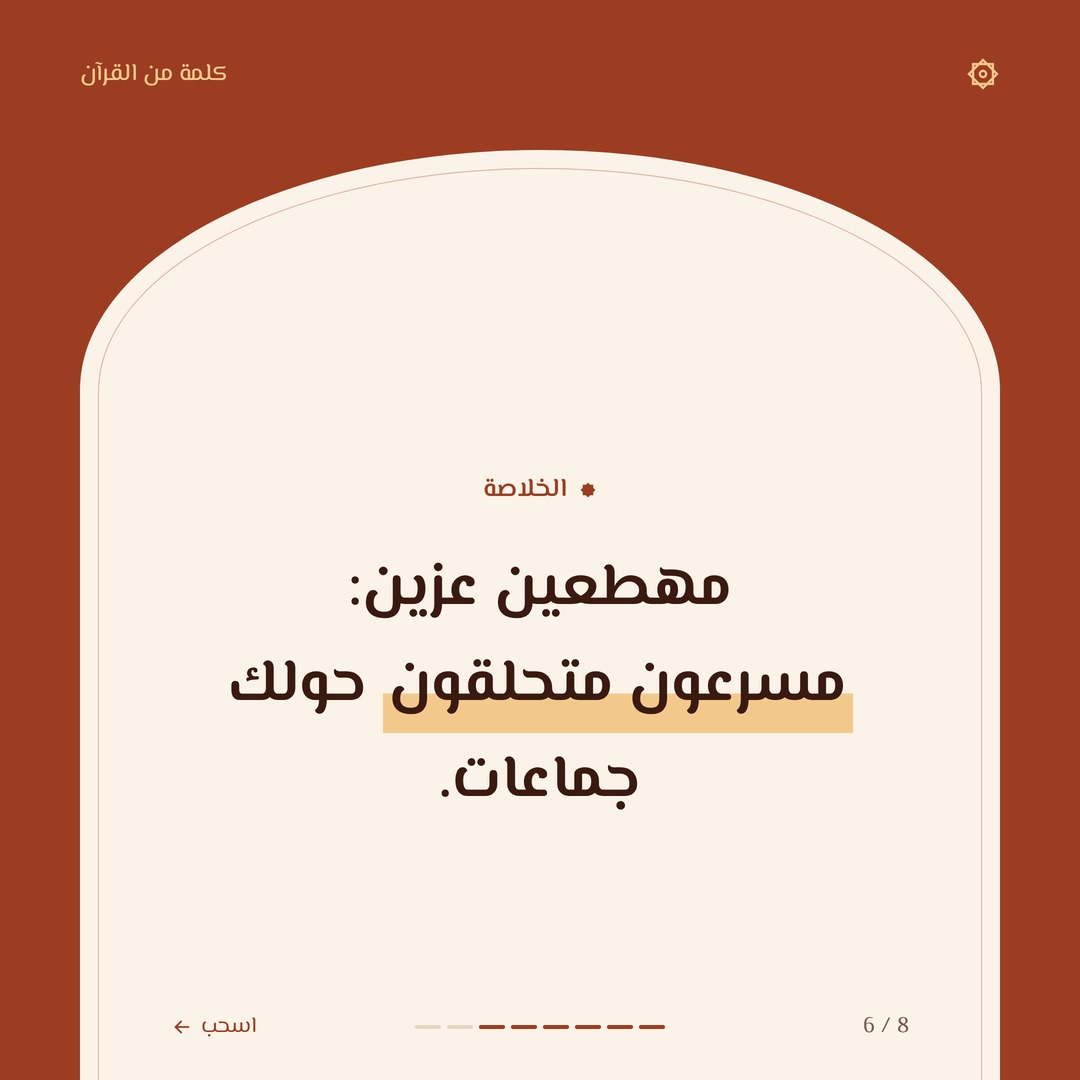 كلمة من القرآن
الخلاصة
مهطعين عزين:
مسرعون متحلقون حولك
جماعات.
6 / 8
اسحب ←